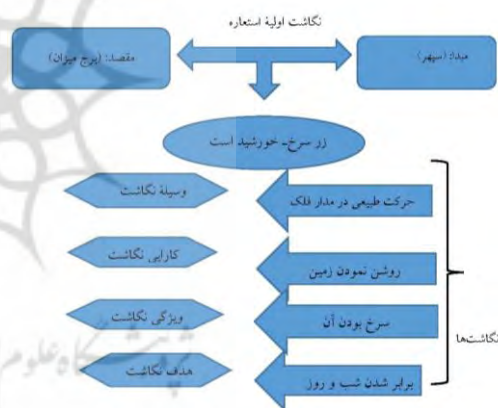 نگاشت اولیهٔ استعاره
مبدا: (سپهر)
مقصد: (برج میزان)
زر سرخ- خورشید است
حرکت طبیعی در مدار فلک
وسیلهٔ نگاشت
روشن نمودن زمین
کارایی نگاشت
سرخ بودن آن
ویژگی نگاشت
نگاشت‌ها
برابر شدن شب و روز
هدف نگاشت